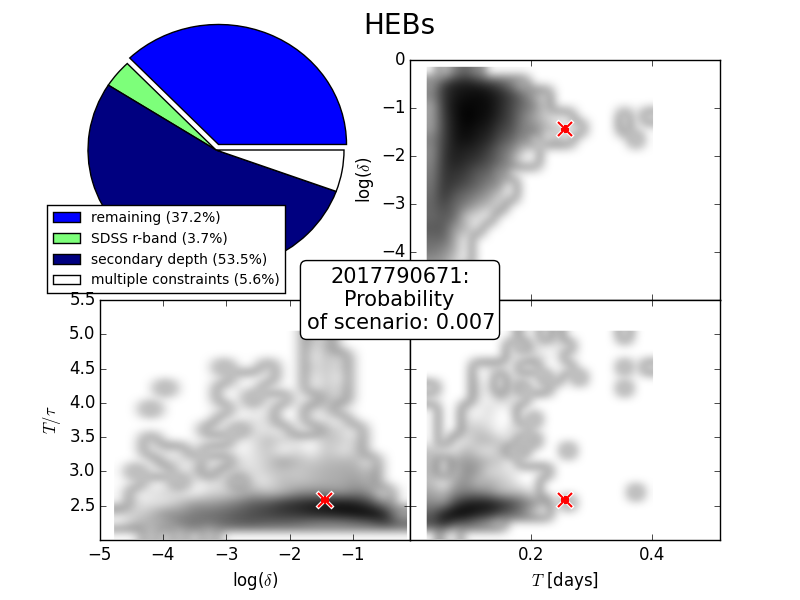 HEBs
remaining (37.2%)
SDSS r-band (3.7%)
secondary depth (53.5%)
multiple constraints (5.6%)
0
−1
−2
−3
−4
log(δ)
2017790671:
Probability
of scenario: 0.007
5.5
5.0
4.5
4.0
3.5
3.0
2.5
T/τ
−5 −4 −3 −2 −1
log(δ)
0.2 0.4
T [days]